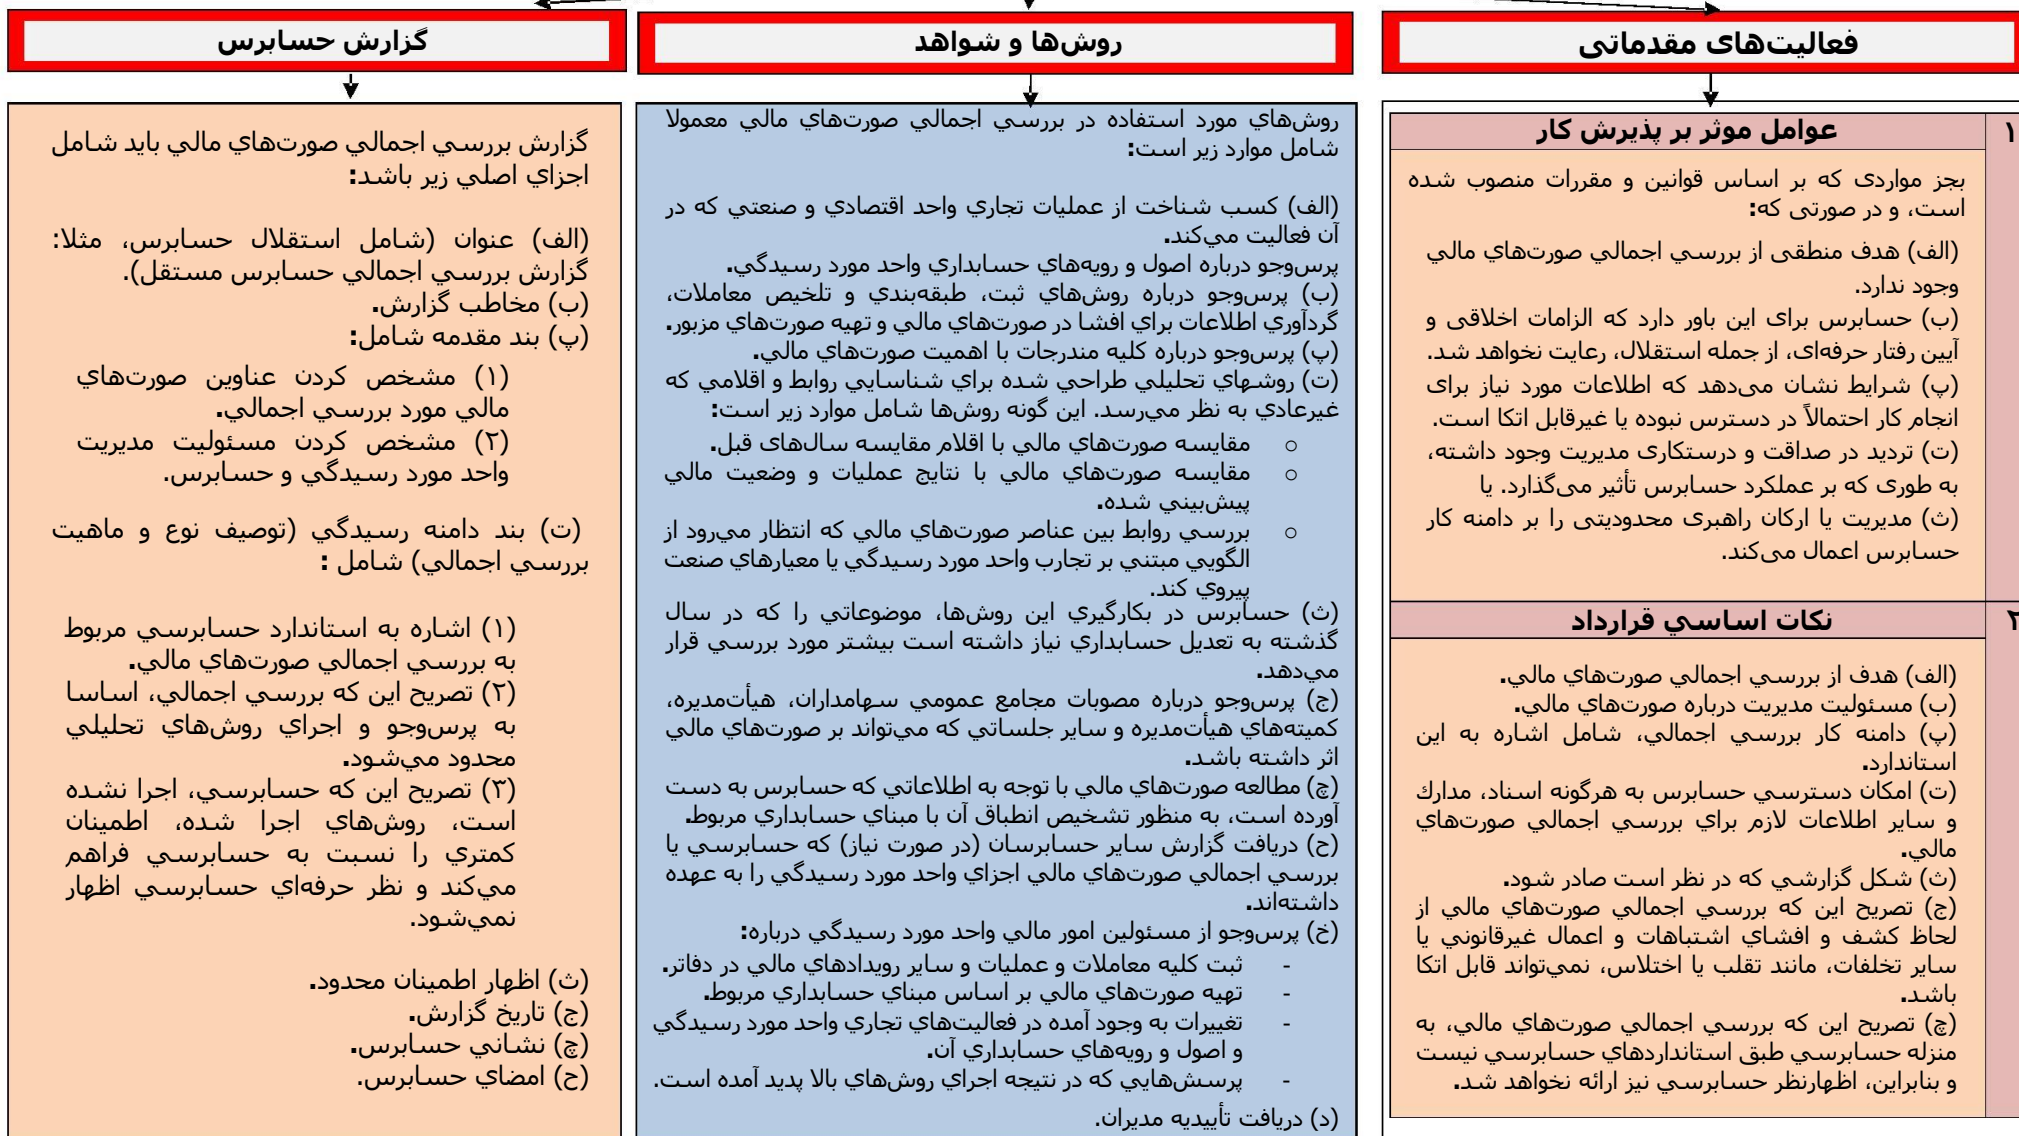 فعالیت‌های مقدماتی
۱
عوامل موثر بر پذیرش کار
بجز مواردی که بر اساس قوانین و مقررات منصوب شده
است، و در صورتی که:
(الف) هدف منطقی از بررسي اجمالي صورت‌هاي مالي
وجود ندارد.
(ب) حسابرس برای این باور دارد که الزامات اخلاقی و
آیین رفتار حرفه‌ای، از جمله استقلال، رعایت نخواهد شد.
(پ) شرایط نشان می‌دهد که اطلاعات مورد نیاز برای
انجام کار احتمالاً در دسترس نبوده یا غیرقابل اتکا است.
(ت) تردید در صداقت و درستکاری مدیریت وجود داشته،
به طوری که بر عملکرد حسابرس تأثیر می‌گذارد. یا
(ث) مدیریت یا ارکان راهبری محدودیتی را بر دامنه کار
حسابرس اعمال می‌کند.
۲
نکات اساسي قرارداد
(الف) هدف از بررسي اجمالي صورت‌هاي مالي.
(ب) مسئوليت مديريت درباره صورت‌هاي مالي.
(پ) دامنه کار بررسي اجمالي، شامل اشاره به اين
استاندارد.
(ت) امکان دسترسي حسابرس به هرگونه اسناد، مدارك
و ساير اطلاعات لازم براي بررسي اجمالي صورت‌هاي
مالي.
(ث) شکل گزارشي که در نظر است صادر شود.
(ج) تصريح اين که بررسي اجمالي صورت‌هاي مالي از
لحاظ کشف و افشاي اشتباهات و اعمال غيرقانوني يا
ساير تخلفات، مانند تقلب يا اختلاس، نمي‌تواند قابل اتکا
باشد.
(چ) تصريح اين که بررسي اجمالي صورت‌هاي مالي، به
منزله حسابرسي طبق استانداردهاي حسابرسي نيست
و بنابراين، اظهارنظر حسابرسي نيز ارائه نخواهد شد.
روش‌ها و شواهد
روش‌هاي مورد استفاده در بررسي اجمالي صورت‌هاي مالي معمولا
شامل موارد زير است:
(الف) کسب شناخت از عمليات تجاري واحد اقتصادي و صنعتي که در
آن فعاليت مي‌کند.
پرس‌وجو درباره اصول و رويه‌هاي حسابداري واحد مورد رسيدگي.
(ب) پرس‌وجو درباره روش‌هاي ثبت، طبقه‌بندي و تلخيص معاملات،
گردآوري اطلاعات براي افشا در صورت‌هاي مالي و تهيه صورت‌هاي مزبور.
(پ) پرس‌وجو درباره کليه مندرجات با اهميت صورت‌هاي مالي.
(ت) روشهاي تحليلي طراحي شده براي شناسايي روابط و اقلامي که
غيرعادي به نظر مي‌رسد. اين گونه روش‌ها شامل موارد زير است:
○ مقايسه صورت‌هاي مالي با اقلام مقايسه سال‌های قبل.
○ مقايسه صورت‌هاي مالي با نتايج عمليات و وضعيت مالي
پيش‌بيني شده.
○ بررسي روابط بين عناصر صورت‌هاي مالي که انتظار مي‌رود از
الگويي مبتني بر تجارب واحد مورد رسيدگي يا معيارهاي صنعت
پيروي کند.
(ث) حسابرس در بکارگيري اين روش‌ها، موضوعاتي را که در سال
گذشته به تعديل حسابداري نياز داشته است بيشتر مورد بررسي قرار
مي‌دهد.
(ج) پرس‌وجو درباره مصوبات مجامع عمومي سهامداران، هيأت‌مديره،
کميته‌هاي هيأت‌مديره و ساير جلساتي که مي‌تواند بر صورت‌هاي مالي
اثر داشته باشد.
(چ) مطالعه صورت‌هاي مالي با توجه به اطلاعاتي که حسابرس به دست
آورده است، به منظور تشخيص انطباق آن با مبناي حسابداري مربوط.
(ح) دريافت گزارش ساير حسابرسان (در صورت نياز) که حسابرسي يا
بررسي اجمالي صورت‌هاي مالي اجزاي واحد مورد رسيدگي را به عهده
داشته‌اند.
(خ) پرس‌وجو از مسئولين امور مالي واحد مورد رسيدگي درباره:
- ثبت کليه معاملات و عمليات و ساير رويدادهاي مالي در دفاتر.
- تهيه صورت‌هاي مالي بر اساس مبناي حسابداري مربوط.
- تغييرات به وجود آمده در فعاليت‌هاي تجاري واحد مورد رسيدگي
و اصول و رويه‌هاي حسابداري آن.
- پرسش‌هايي که در نتيجه اجراي روش‌هاي بالا پديد آمده است.
(د) دريافت تأييديه مديران.
گزارش حسابرس
گزارش بررسي اجمالي صورت‌هاي مالي بايد شامل
اجزاي اصلي زير باشد:
(الف) عنوان (شامل استقلال حسابرس، مثلا:
گزارش بررسي اجمالي حسابرس مستقل).
(ب) مخاطب گزارش.
(پ) بند مقدمه شامل:
(۱) مشخص کردن عناوين صورت‌هاي
مالي مورد بررسي اجمالي.
(۲) مشخص کردن مسئوليت مديريت
واحد مورد رسيدگي و حسابرس.
(ت) بند دامنه رسيدگي (توصيف نوع و ماهيت
بررسي اجمالي) شامل :
(۱) اشاره به استاندارد حسابرسي مربوط
به بررسي اجمالي صورت‌هاي مالي.
(۲) تصريح اين که بررسي اجمالي، اساسا
به پرس‌وجو و اجراي روش‌هاي تحليلي
محدود مي‌شود.
(۳) تصريح اين که حسابرسي، اجرا نشده
است، روش‌هاي اجرا شده، اطمينان
کمتري را نسبت به حسابرسي فراهم
مي‌کند و نظر حرفه‌اي حسابرسي اظهار
نمي‌شود.
(ث) اظهار اطمينان محدود.
(ج) تاريخ گزارش.
(چ) نشاني حسابرس.
(ح) امضاي حسابرس.